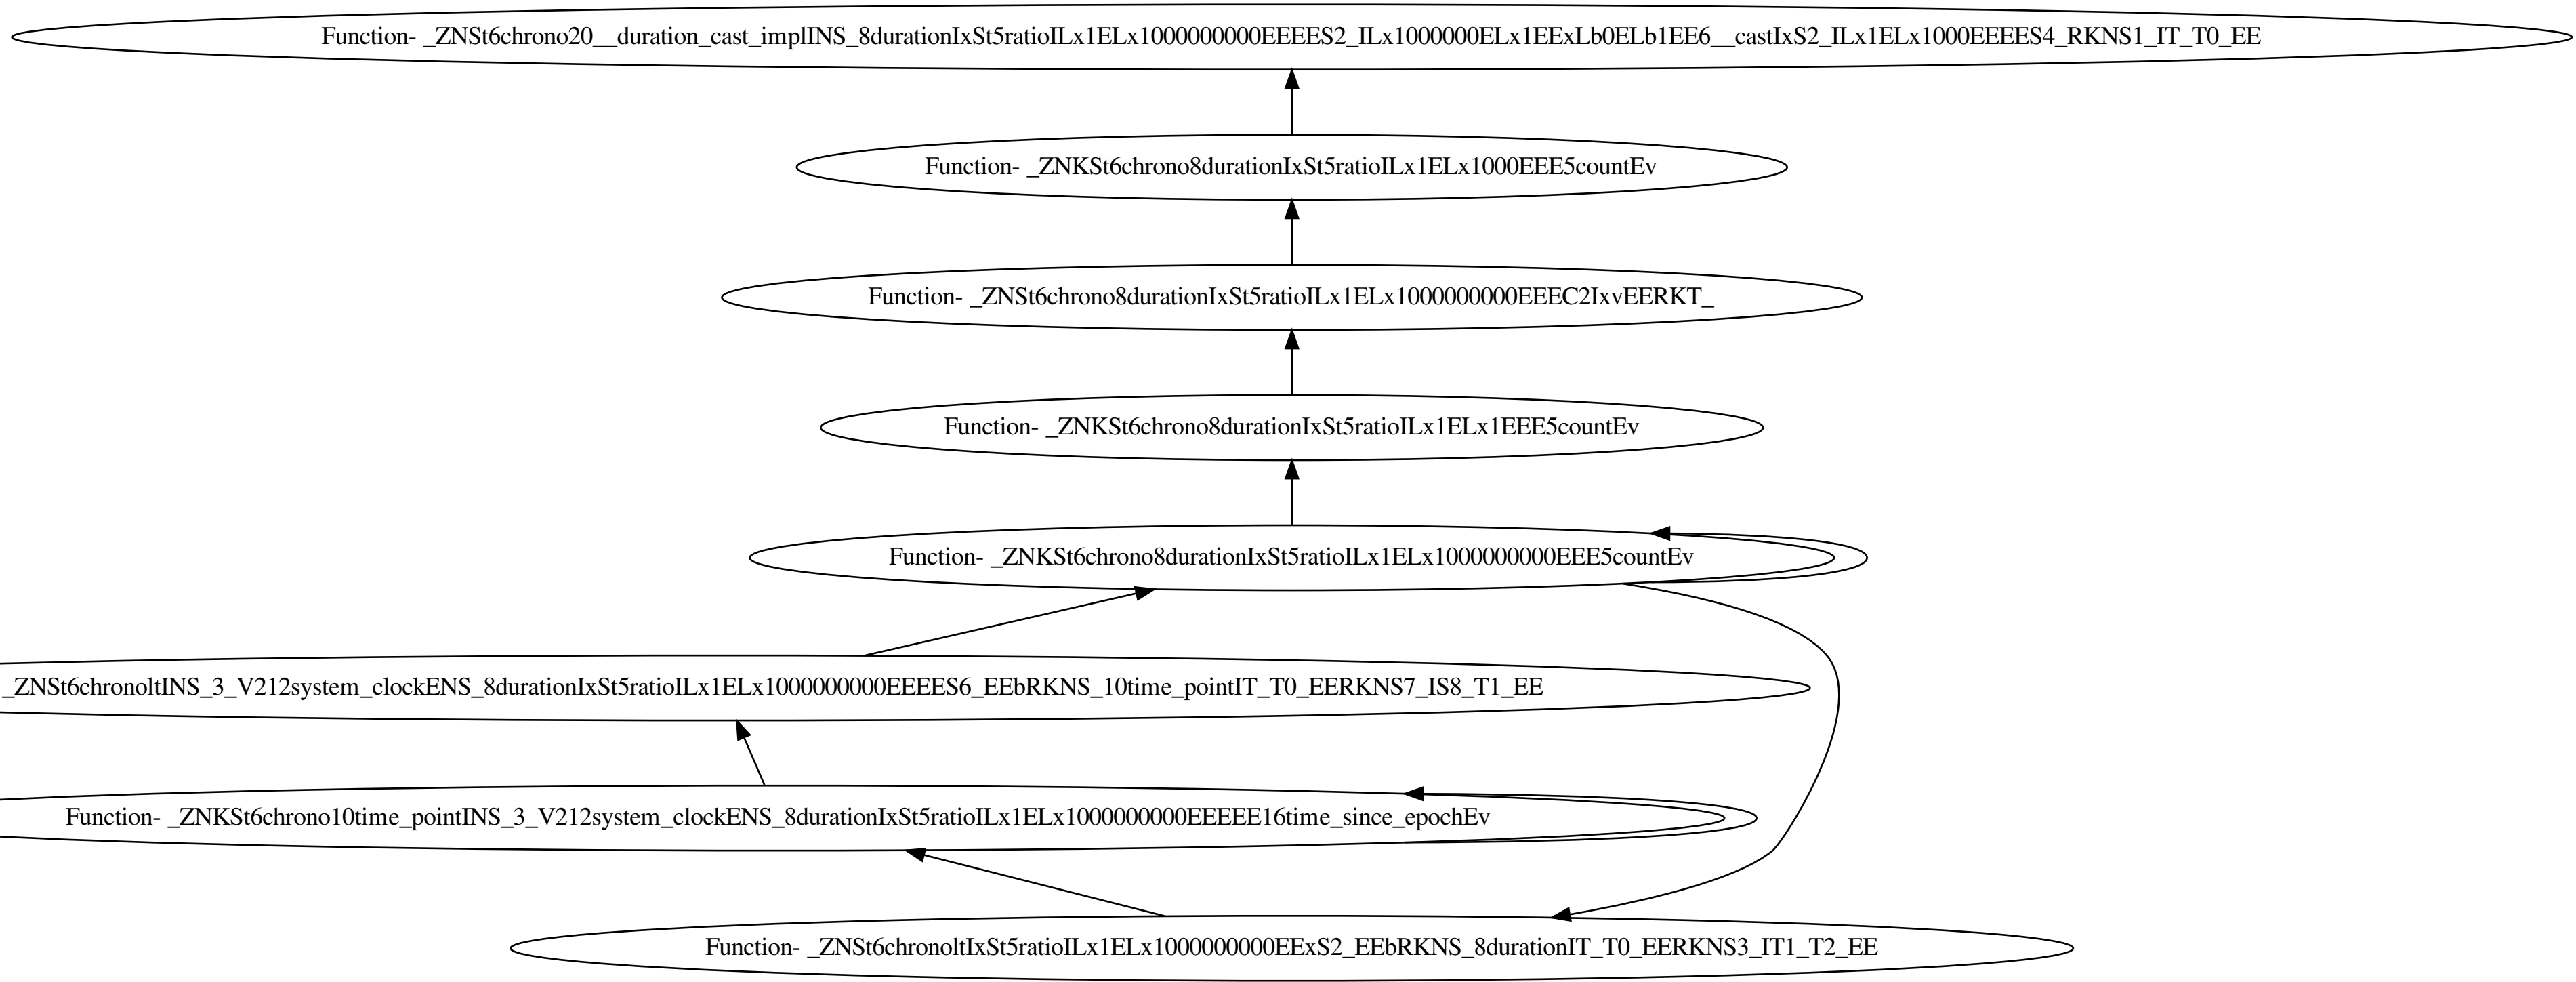 Function- _ZNSt6chrono20__duration_cast_implINS_8durationIxSt5ratioILx1ELx1000000000EEEES2_ILx1000000ELx1EExLb0ELb1EE6__castIxS2_ILx1ELx1000EEEES4_RKNS1_IT_T0_EE
Function- _ZNKSt6chrono8durationIxSt5ratioILx1ELx1000EEE5countEv
Function- _ZNSt6chrono8durationIxSt5ratioILx1ELx1000000000EEEC2IxvEERKT_
Function- _ZNKSt6chrono8durationIxSt5ratioILx1ELx1EEE5countEv
Function- _ZNKSt6chrono8durationIxSt5ratioILx1ELx1000000000EEE5countEv
_ZNSt6chronoltINS_3_V212system_clockENS_8durationIxSt5ratioILx1ELx1000000000EEEES6_EEbRKNS_10time_pointIT_T0_EERKNS7_IS8_T1_EE
Function- _ZNKSt6chrono10time_pointINS_3_V212system_clockENS_8durationIxSt5ratioILx1ELx1000000000EEEEE16time_since_epochEv
Function- _ZNSt6chronoltIxSt5ratioILx1ELx1000000000EExS2_EEbRKNS_8durationIT_T0_EERKNS3_IT1_T2_EE